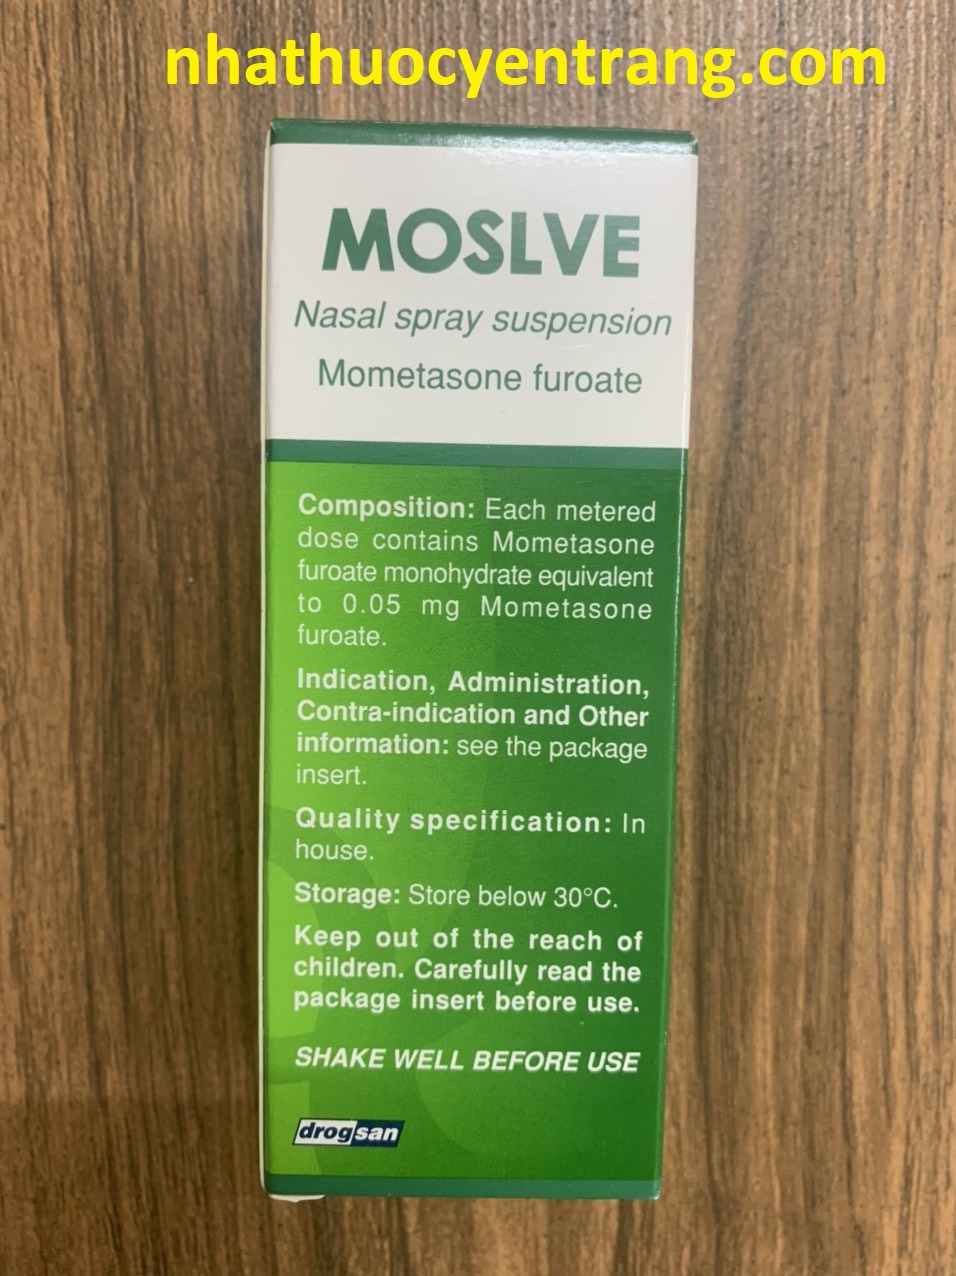 nhathuocyentrang.com
MOSLVE
Nasal spray suspension
Mometasone furoate
Composition: Each metered
dose contains Mometasone
furoate monohydrate equivalent
to 0.05 mg Mometasone
furoate.
Indication, Administration,
Contra-indication and Other
information: see the package
insert.
Quality specification: In
house.
Storage: Store below 30°C.
Keep out of the reach of
children. Carefully read the
package insert before use.
SHAKE WELL BEFORE USE
drogsan